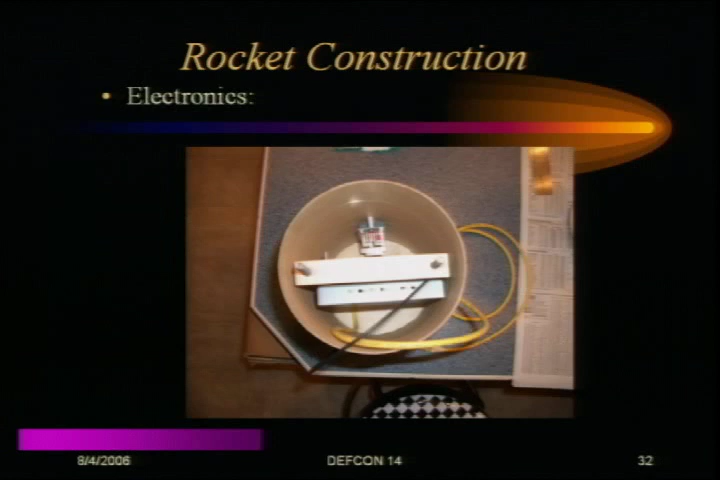 Rocket Construction
• Electronics:
8/4/2006
DEFCON 14
32